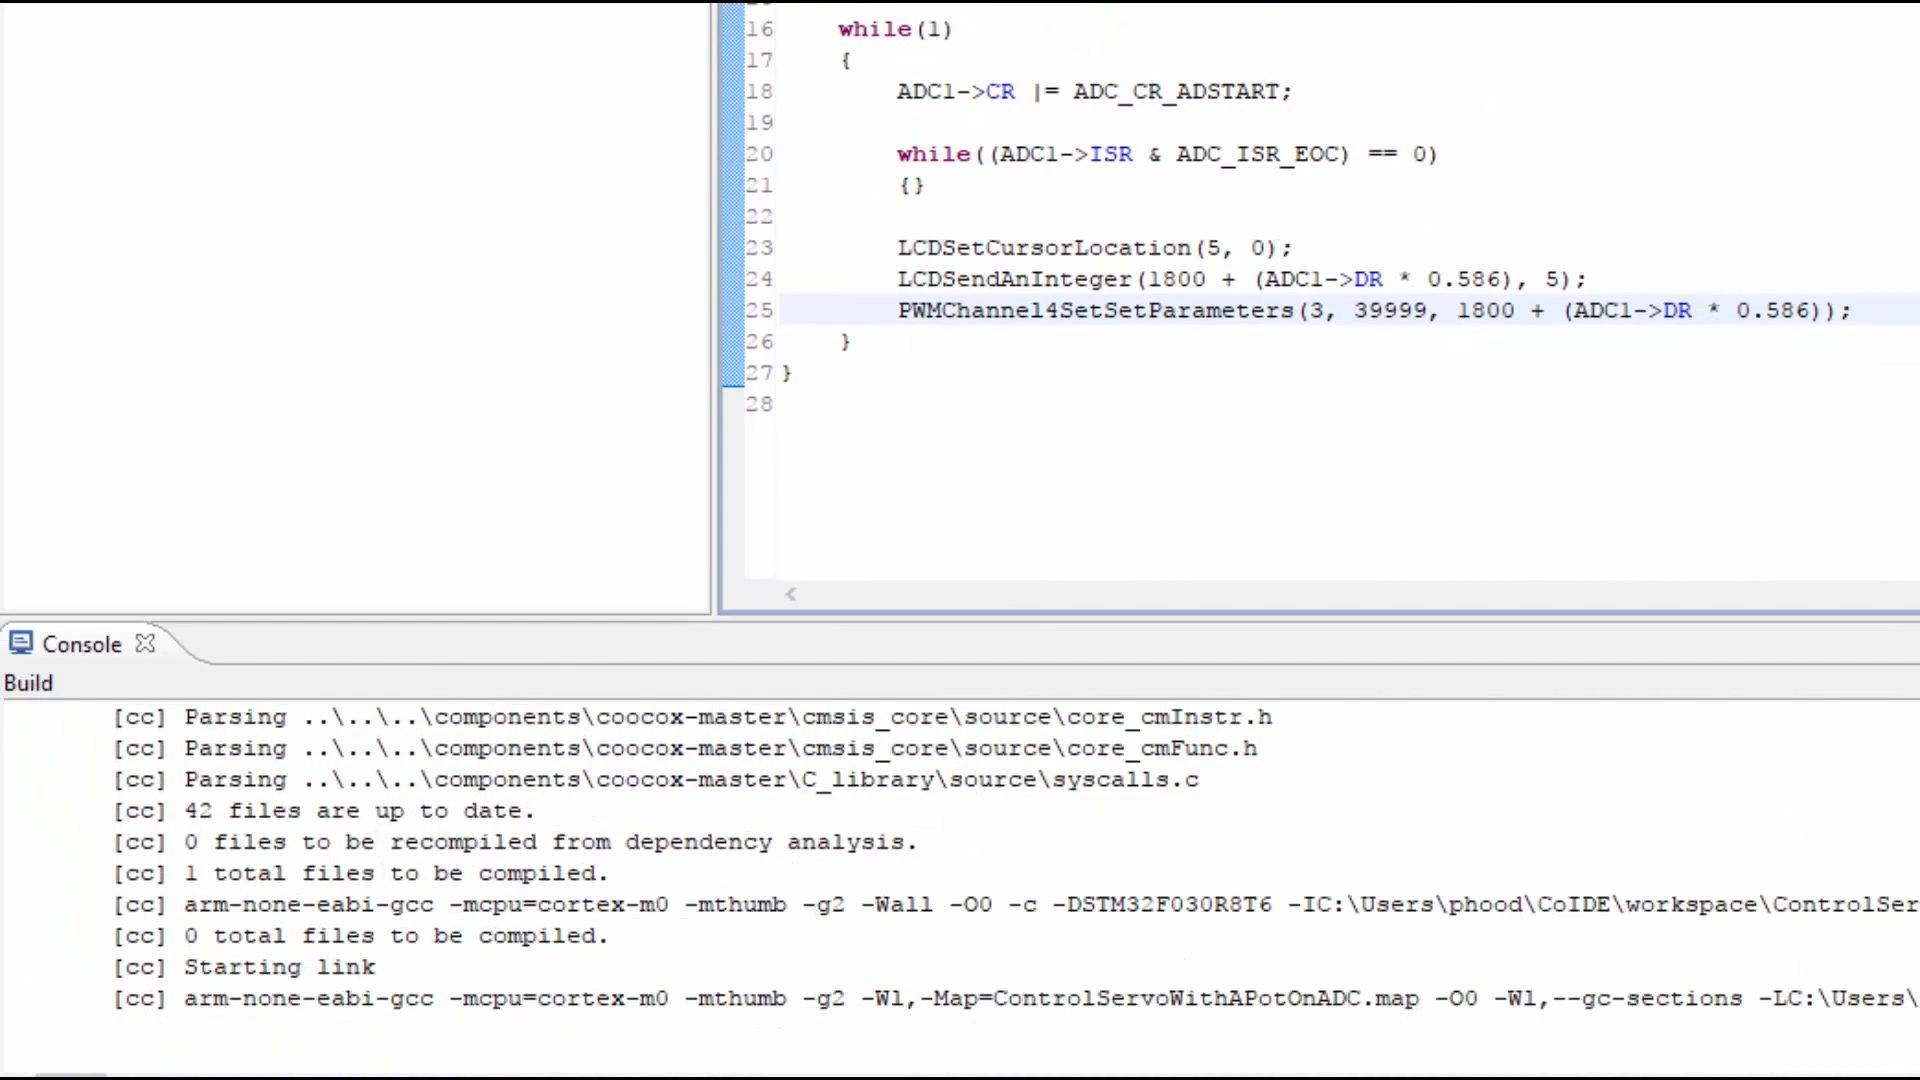 16 while(1)
17 {
18 ADC1->CR |= ADC_CR_ADSTART;
19
20 while((ADC1->ISR & ADC_ISR_EOC) == 0)
21 {}
22
23 LCDSetCursorLocation(5, 0);
24 LCDSendAnInteger(1800 + (ADC1->DR * 0.586), 5);
25 PWMChannel4SetSetParameters(3, 39999, 1800 + (ADC1->DR * 0.586));
26 }
27 }
28
Console
Build
[cc] Parsing ..\..\..\components\coocox-master\cmsis_core\source\core_cmInstr.h
[cc] Parsing ..\..\..\components\coocox-master\cmsis_core\source\core_cmFunc.h
[cc] Parsing ..\..\..\components\coocox-master\C_library\source\syscalls.c
[cc] 42 files are up to date.
[cc] 0 files to be recompiled from dependency analysis.
[cc] 1 total files to be compiled.
[cc] arm-none-eabi-gcc -mcpu=cortex-m0 -mthumb -g2 -Wall -O0 -c -DSTM32F030R8T6 -IC:\Users\phood\CoIDE\workspace\ControlSer
[cc] 0 total files to be compiled.
[cc] Starting link
[cc] arm-none-eabi-gcc -mcpu=cortex-m0 -mthumb -g2 -Wl,-Map=ControlServoWithAPotOnADC.map -O0 -Wl,--gc-sections -LC:\Users\